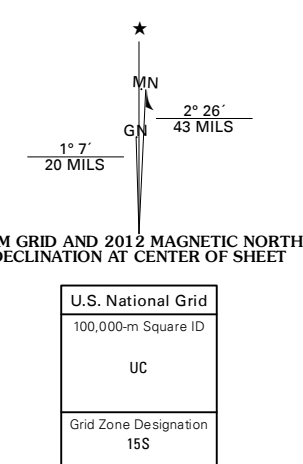 ★
MN
GN
2° 26´
43 MILS
1° 7´
20 MILS
M GRID AND 2012 MAGNETIC NORTH
DECLINATION AT CENTER OF SHEET
U.S. National Grid
100,000-m Square ID
UC
Grid Zone Designation
15S